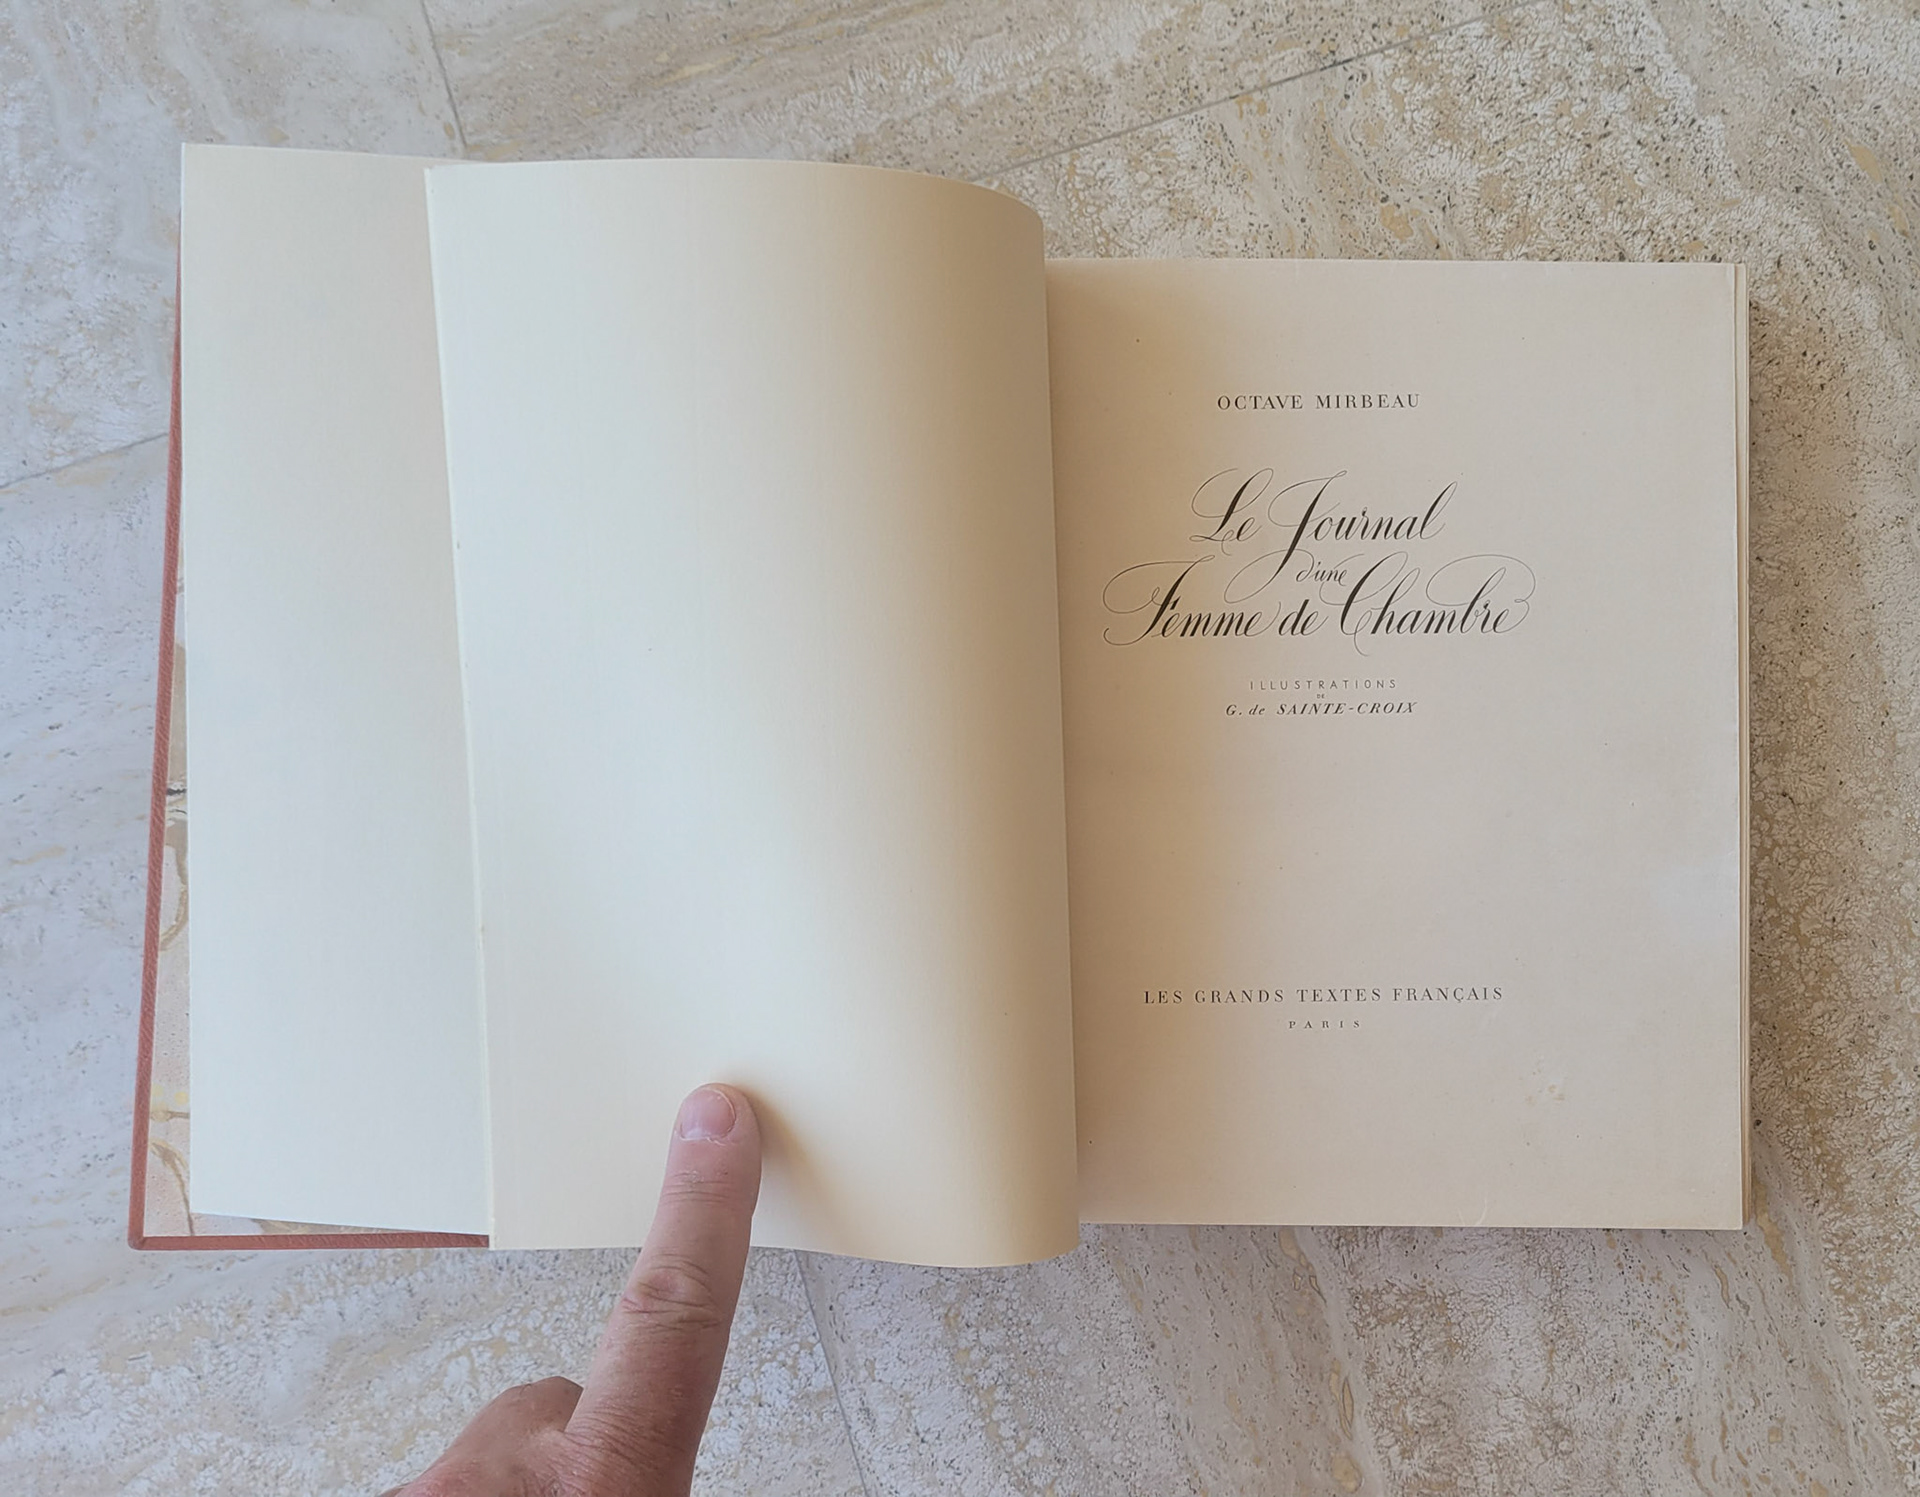 OCTAVE MIRBEAU
Le Journal
d'une
Femme de Chambre
ILLUSTRATIONS
DE
G. de SAINTE-CROIX
LES GRANDS TEXTES FRANÇAIS
PARIS